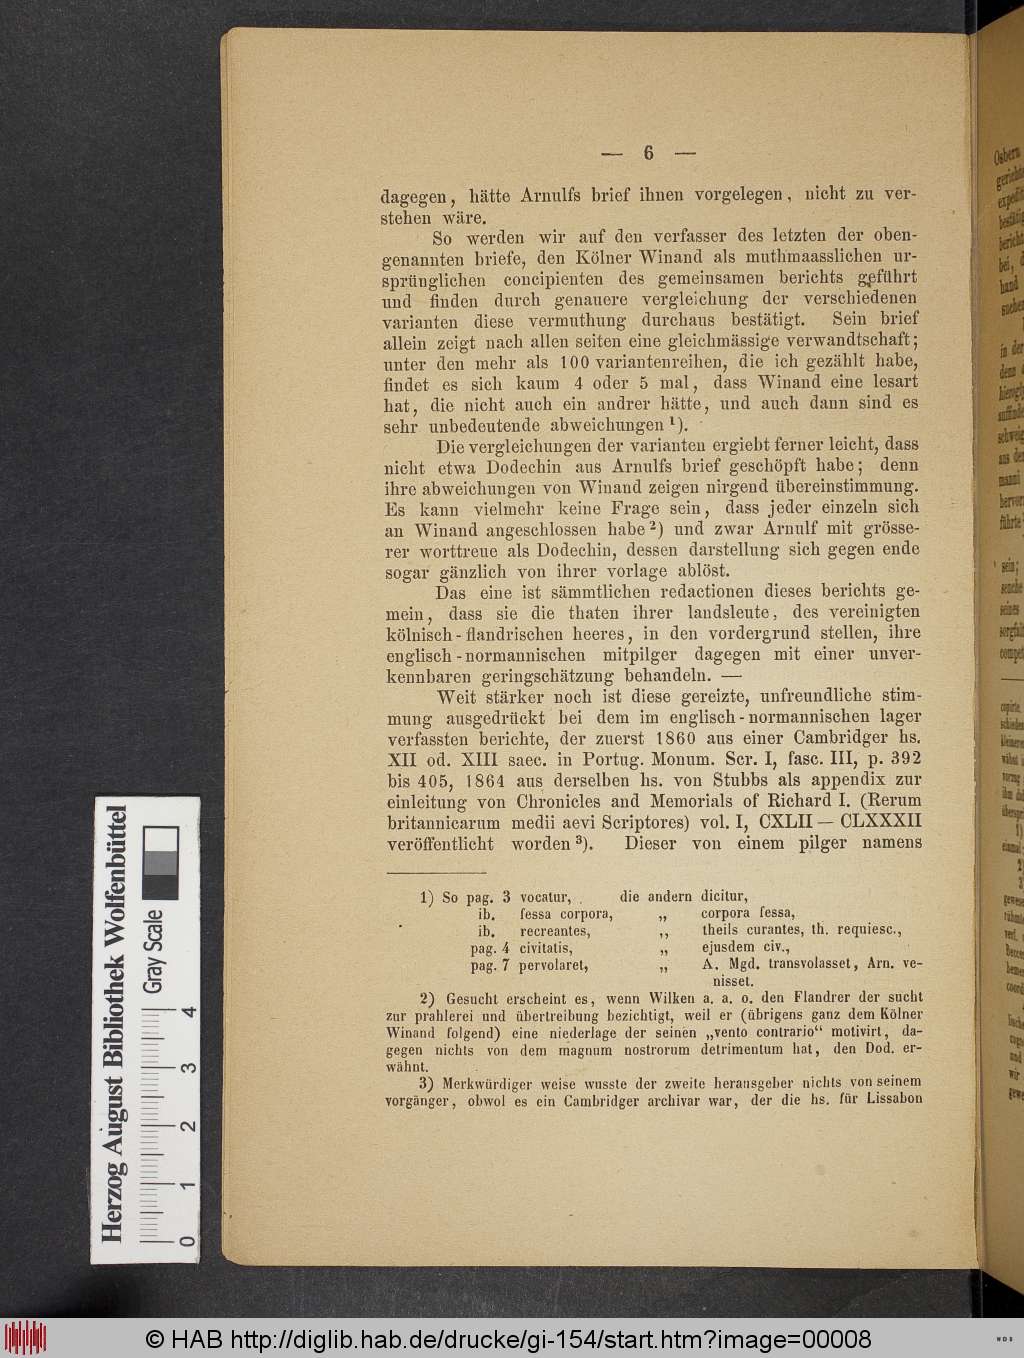 — 6 —
dagegen, hätte Arnulfs brief ihnen vorgelegen, nicht zu ver-
stehen wäre.
So werden wir auf den verfasser des letzten der oben-
genannten briefe, den Kölner Winand als muthmaasslichen ur-
sprünglichen concipienten des gemeinsamen berichts geführt
und finden durch genauere vergleichung der verschiedenen
varianten diese vermuthung durchaus bestätigt. Sein brief
allein zeigt nach allen seiten eine gleichmässige verwandtschaft;
unter den mehr als 100 variantenreihen, die ich gezählt habe,
findet es sich kaum 4 oder 5 mal, dass Winand eine lesart
hat, die nicht auch ein andrer hätte, und auch dann sind es
sehr unbedeutende abweichungen ¹).
Die vergleichungen der varianten ergiebt ferner leicht, dass
nicht etwa Dodechin aus Arnulfs brief geschöpft habe; denn
ihre abweichungen von Winand zeigen nirgend übereinstimmung.
Es kann vielmehr keine Frage sein, dass jeder einzeln sich
an Winand angeschlossen habe ²) und zwar Arnulf mit grösse-
rer worttreue als Dodechin, dessen darstellung sich gegen ende
sogar gänzlich von ihrer vorlage ablöst.
Das eine ist sämmtlichen redactionen dieses berichts ge-
mein, dass sie die thaten ihrer landsleute, des vereinigten
kölnisch-flandrischen heeres, in den vordergrund stellen, ihre
englisch-normannischen mitpilger dagegen mit einer unver-
kennbaren geringschätzung behandeln. —
Weit stärker noch ist diese gereizte, unfreundliche stim-
mung ausgedrückt bei dem im englisch-normannischen lager
verfassten berichte, der zuerst 1860 aus einer Cambridger hs.
XII od. XIII saec. in Portug. Monum. Scr. I, fasc. III, p. 392
bis 405, 1864 aus derselben hs. von Stubbs als appendix zur
einleitung von Chronicles and Memorials of Richard I. (Rerum
britannicarum medii aevi Scriptores) vol. I, CXLII — CLXXXII
veröffentlicht worden ³). Dieser von einem pilger namens
1) So pag. 3 vocatur, die andern dicitur,
ib. fessa corpora, „ corpora fessa,
ib. recreantes, „ theils curantes, th. requiesc.,
pag. 4 civitatis, „ ejusdem civ.,
pag. 7 pervolaret, „ A. Mgd. transvolasset, Arn. ve-
nisset.
2) Gesucht erscheint es, wenn Wilken a. a. o. den Flandrer der sucht
zur prahlerei und übertreibung bezichtigt, weil er (übrigens ganz dem Kölner
Winand folgend) eine niederlage der seinen „vento contrario“ motivirt, da-
gegen nichts von dem magnum nostrorum detrimentum hat, den Dod. er-
wähnt.
3) Merkwürdiger weise wusste der zweite herausgeber nichts von seinem
vorgänger, obwol es ein Cambridger archivar war, der die hs. für Lissabon
Herzog August Bibliothek Wolfenbüttel
Gray Scale
0 1 2 3 4
© HAB http://diglib.hab.de/drucke/gi-154/start.htm?image=00008